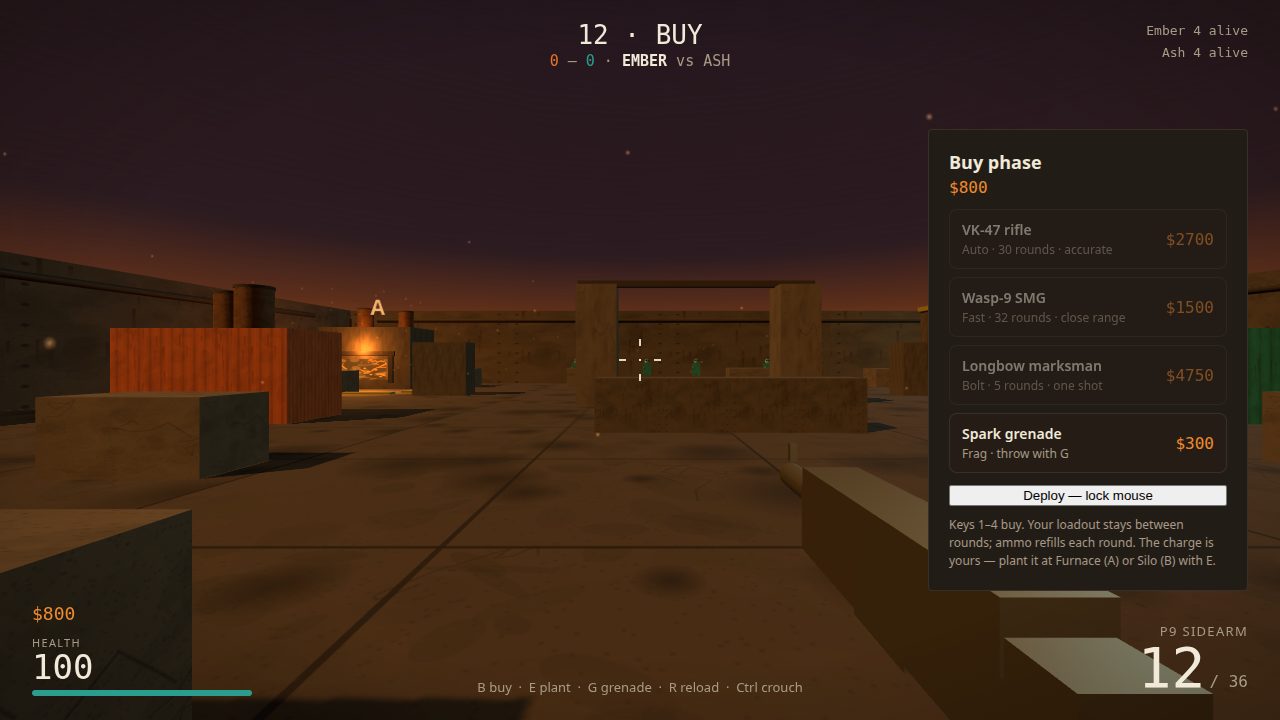 12 · BUY
0 — 0 · EMBER vs ASH
Ember 4 alive
Ash 4 alive
A
Buy phase
$800
VK-47 rifle
Auto · 30 rounds · accurate
$2700
Wasp-9 SMG
Fast · 32 rounds · close range
$1500
Longbow marksman
Bolt · 5 rounds · one shot
$4750
Spark grenade
Frag · throw with G
$300
Deploy — lock mouse
Keys 1–4 buy. Your loadout stays between
rounds; ammo refills each round. The charge is
yours — plant it at Furnace (A) or Silo (B) with E.
$800
HEALTH
100
B buy · E plant · G grenade · R reload · Ctrl crouch
P9 SIDEARM
12 / 36